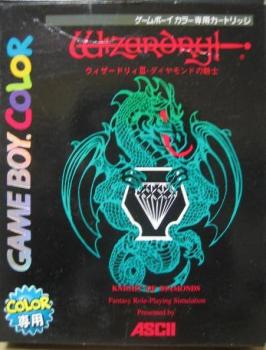 ゲームボーイ カラー専用カートリッジ
Wizardry
ウィザードリィⅢ・ダイヤモンドの騎士
GAME BOY COLOR
KNIGHT OF DIAMONDS
Fantasy Role-Playing Simulation
Presented by
ASCII
COLOR
専用